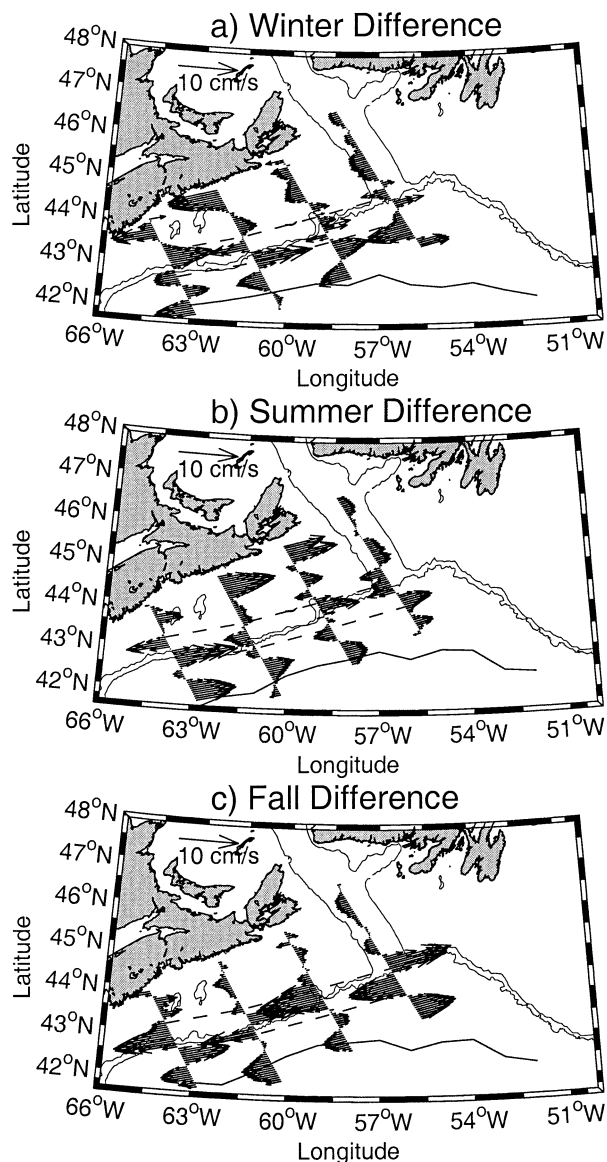 a) Winter Difference
48°N
47°N
46°N
45°N
44°N
43°N
42°N
Latitude
10 cm/s
66°W 63°W 60°W 57°W 54°W 51°W
Longitude
b) Summer Difference
48°N
47°N
46°N
45°N
44°N
43°N
42°N
Latitude
10 cm/s
66°W 63°W 60°W 57°W 54°W 51°W
Longitude
c) Fall Difference
48°N
47°N
46°N
45°N
44°N
43°N
42°N
Latitude
10 cm/s
66°W 63°W 60°W 57°W 54°W 51°W
Longitude